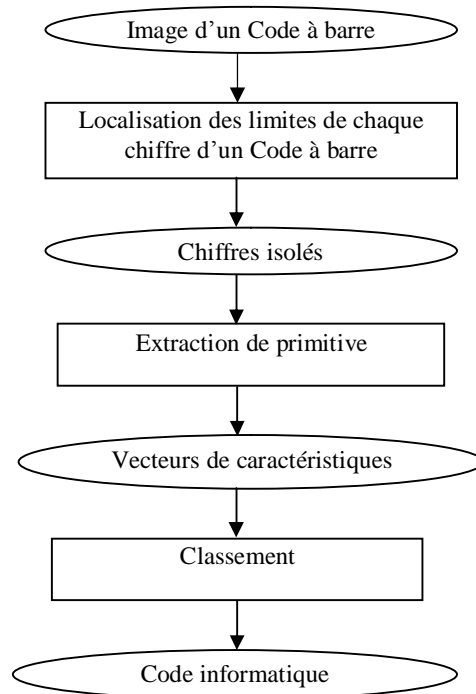 Image d’un Code à barre
Localisation des limites de chaque
chiffre d’un Code à barre
Chiffres isolés
Extraction de primitive
Vecteurs de caractéristiques
Classement
Code informatique